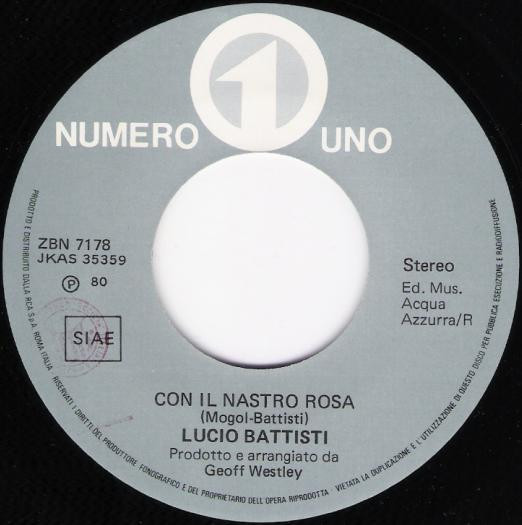 1
NUMERO UNO
ZBN 7178
JKAS 35359
Ⓟ 80
SIAE
Stereo
Ed. Mus.
Acqua
Azzurra/R
CON IL NASTRO ROSA
(Mogol-Battisti)
LUCIO BATTISTI
Prodotto e arrangiato da
Geoff Westley
PRODOTTO E DISTRIBUITO DALLA RCA S.p.A. ROMA ITALIA - RISERVATI I DIRITTI DEL PRODUTTORE FONOGRAFICO E DEL PROPRIETARIO DELL'OPERA RIPRODOTTA - VIETATA LA DUPLICAZIONE E L'UTILIZZAZIONE DI QUESTO DISCO PER PUBBLICA ESECUZIONE E RADIODIFFUSIONE